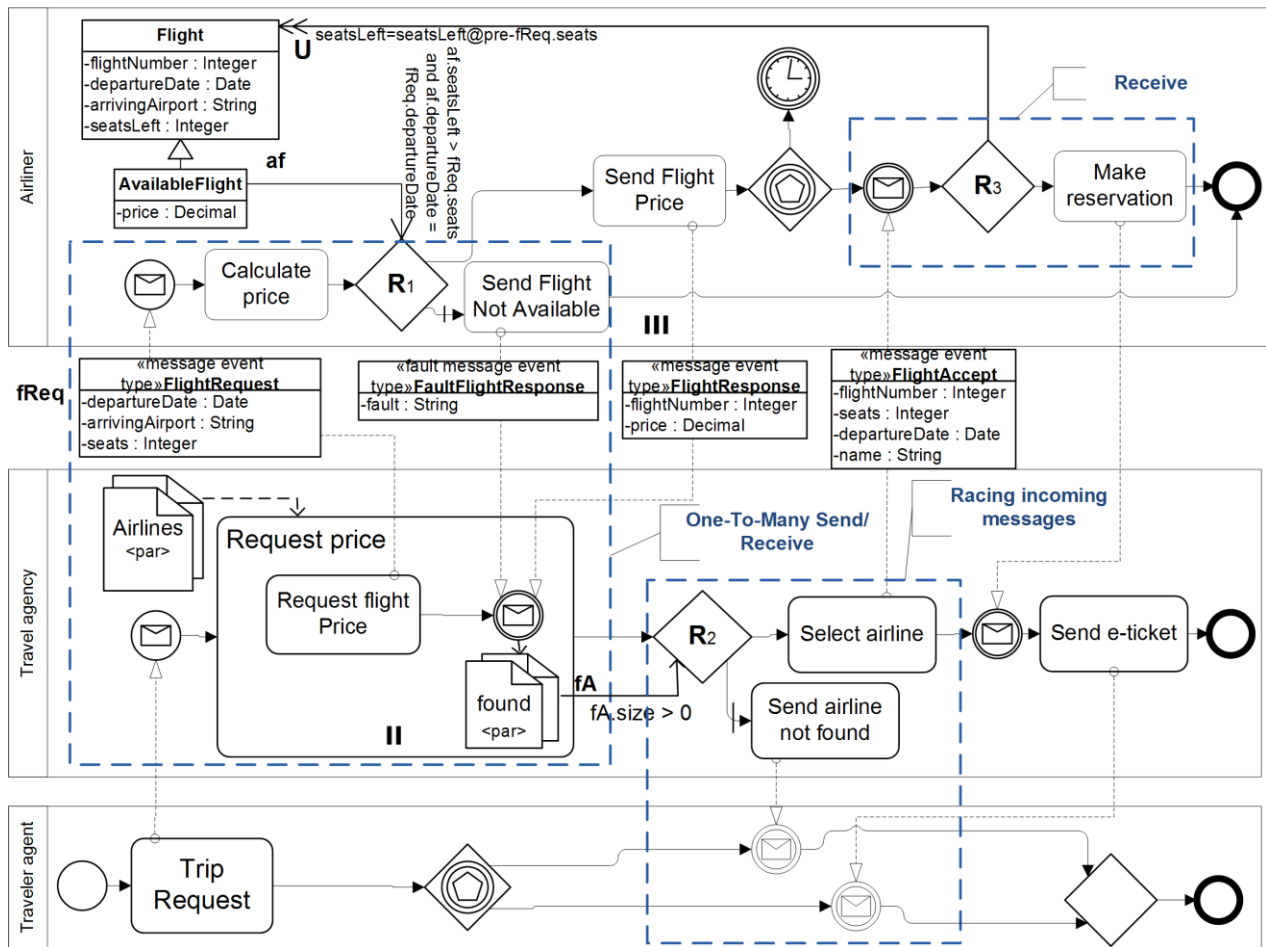 Airliner
Flight
-flightNumber : Integer
-departureDate : Date
-arrivingAirport : String
-seatsLeft : Integer
U
seatsLeft=seatsLeft@pre-fReq.seats
af.seatsLeft > fReq.seats
and af.departureDate =
fReq.departureDate
Receive
af
AvailableFlight
-price : Decimal
Send Flight
Price
R3
Make
reservation
Calculate
price
R1
Send Flight
Not Available
III
fReq
«message event
type»FlightRequest
-departureDate : Date
-arrivingAirport : String
-seats : Integer
«fault message event
type»FaultFlightResponse
-fault : String
«message event
type»FlightResponse
-flightNumber : Integer
-price : Decimal
«message event
type»FlightAccept
-flightNumber : Integer
-seats : Integer
-departureDate : Date
-name : String
Travel agency
Airlines
<par>
Request price
Request flight
Price
One-To-Many Send/
Receive
Racing incoming
messages
R2
Select airline
Send e-ticket
found
<par>
II
fA
fA.size > 0
Send airline
not found
Traveler agent
Trip
Request